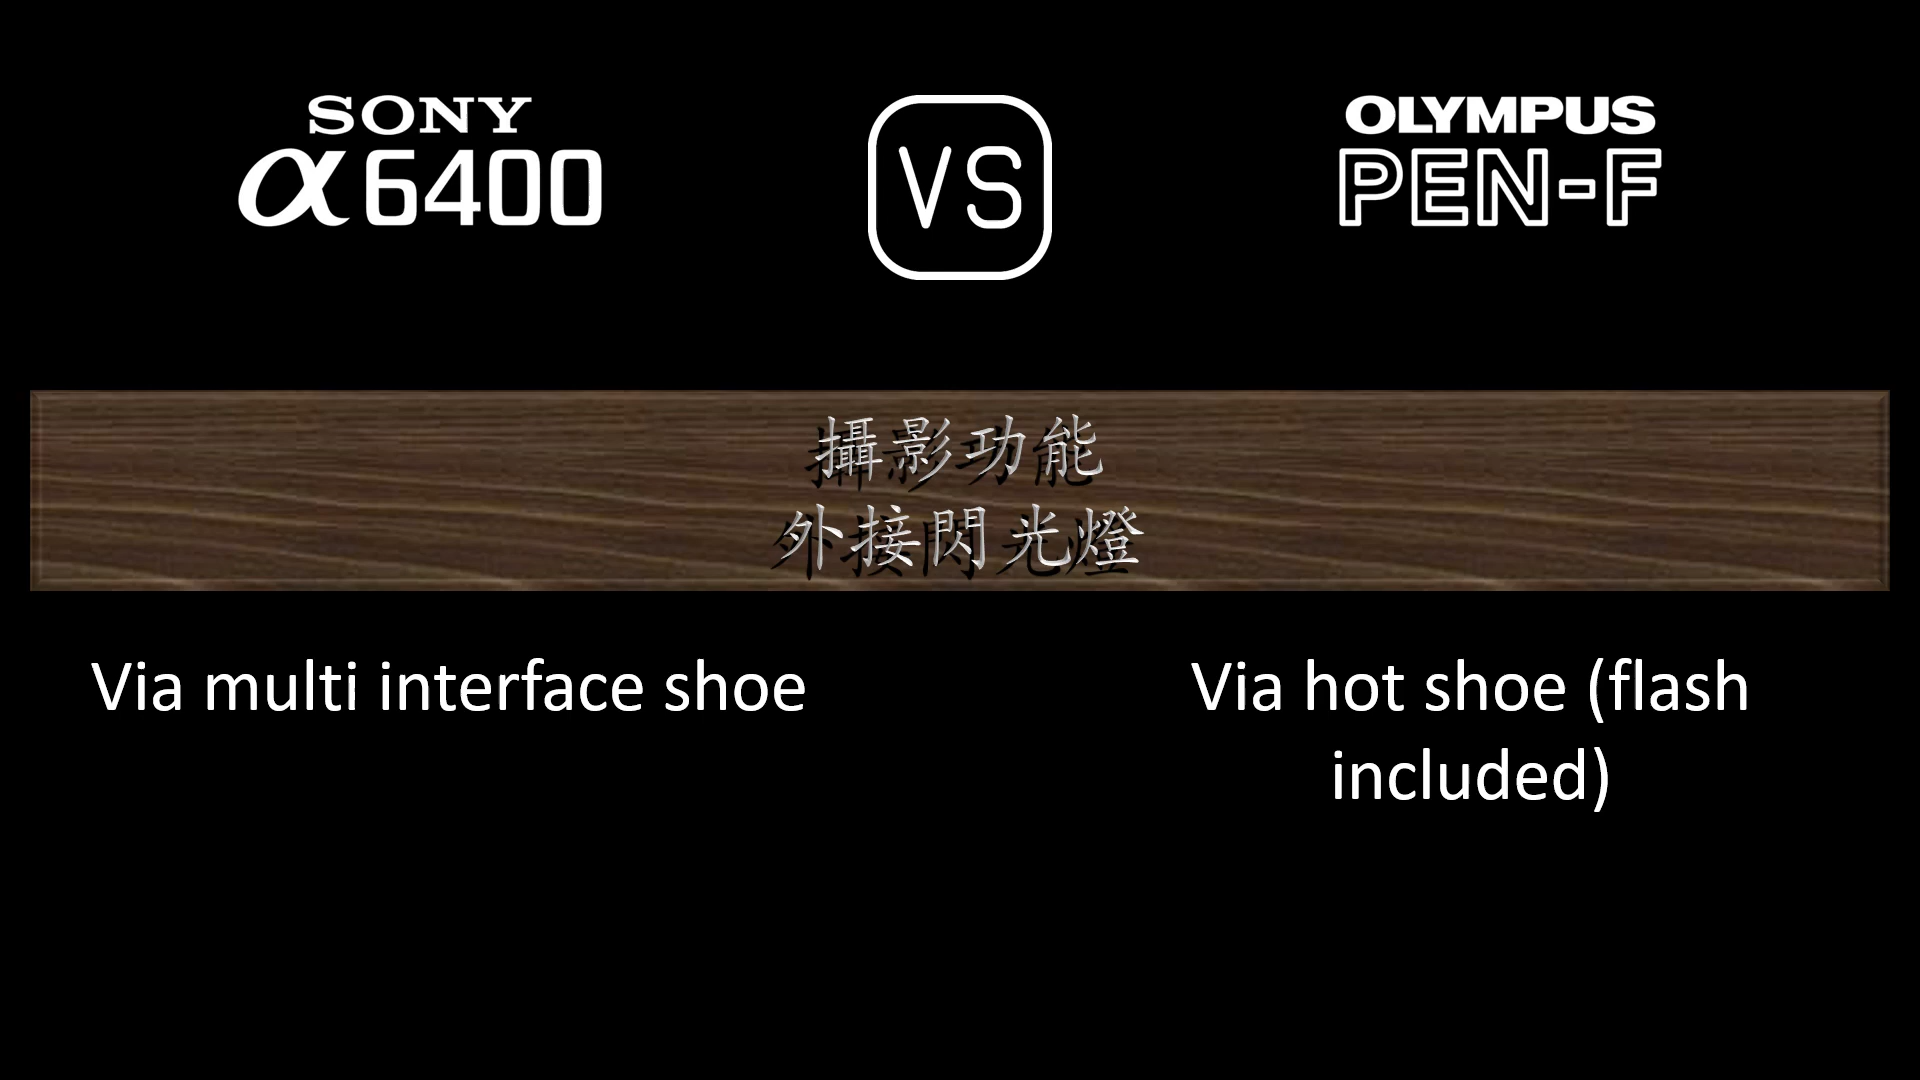 SONY
α6400
VS
OLYMPUS
PEN-F
攝影功能
外接閃光燈
Via multi interface shoe
Via hot shoe (flash
included)